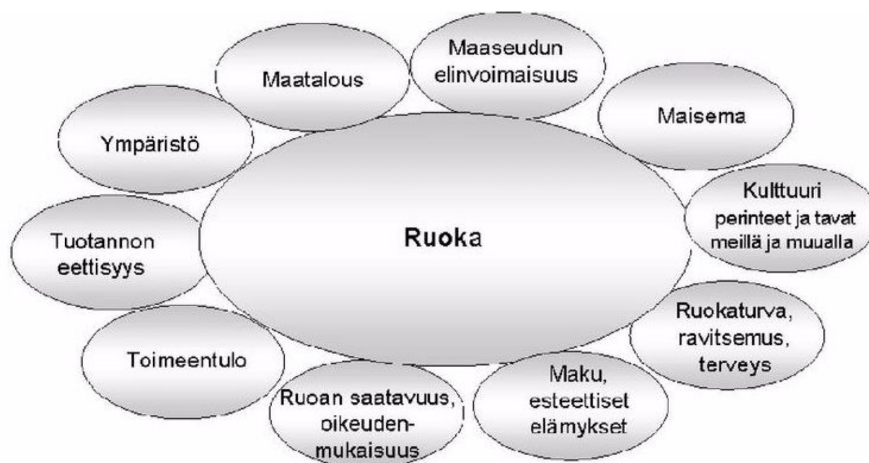 Maaseudun
elinvoimaisuus
Maatalous
Maisema
Ympäristö
Kulttuuri
perinteet ja tavat
meillä ja muualla
Ruoka
Tuotannon
eettisyys
Ruokaturva,
ravitsemus,
terveys
Toimeentulo
Maku,
esteettiset
elämykset
Ruoan saatavuus,
oikeuden-
mukaisuus